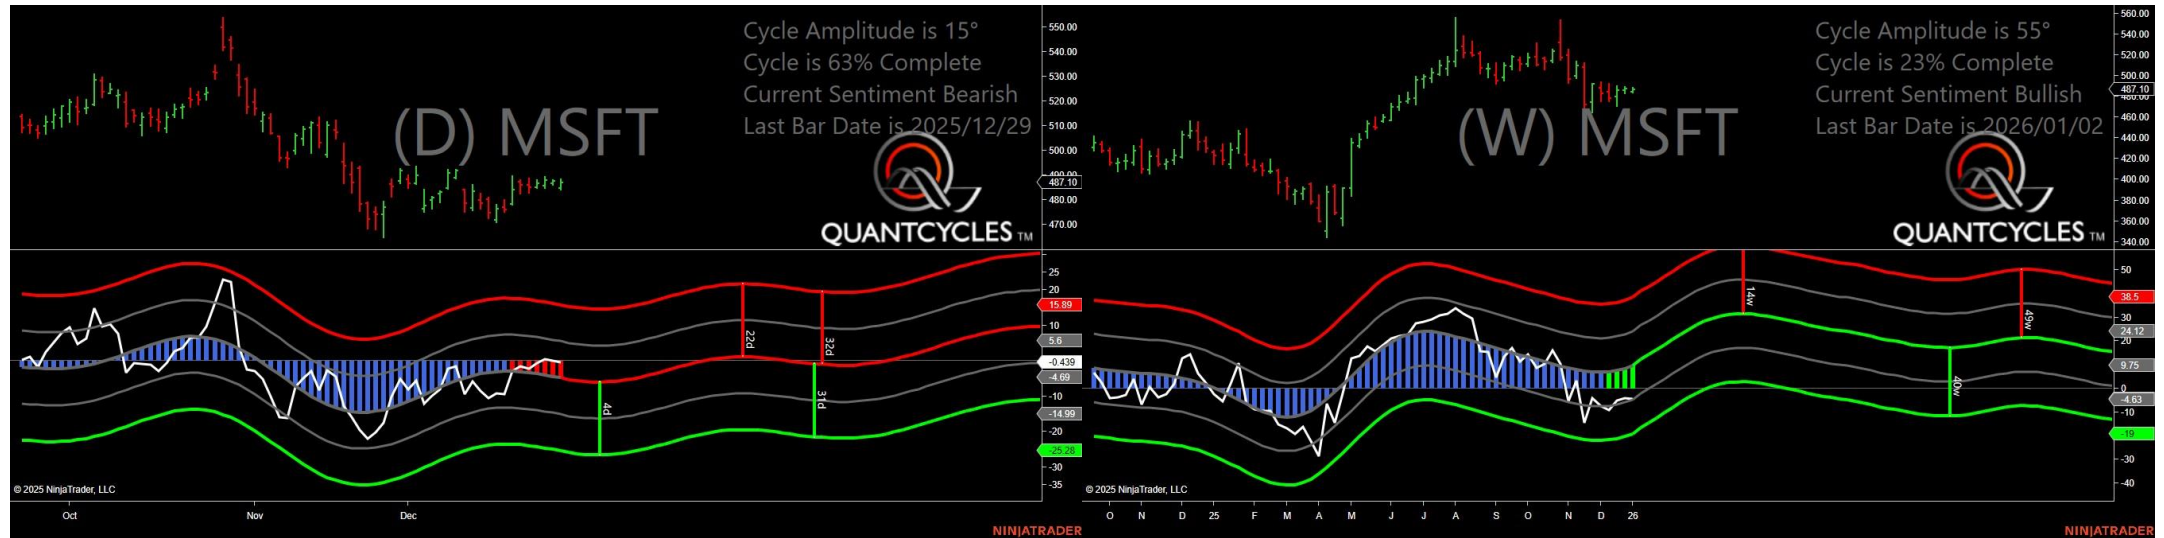 Cycle Amplitude is 15°
Cycle is 63% Complete
Current Sentiment Bearish
Last Bar Date is 2025/12/29
(D) MSFT
QUANTCYCLES TM
550.00
540.00
530.00
520.00
510.00
500.00
490.00
487.10
480.00
470.00
25
20
15.89
10
5.6
-0.439
-4.69
-10
-14.99
-20
-25.28
-30
-35
4d
22d
32d
31d
© 2025 NinjaTrader, LLC
Oct Nov Dec
NINJATRADER
Cycle Amplitude is 55°
Cycle is 23% Complete
Current Sentiment Bullish
Last Bar Date is 2026/01/02
(W) MSFT
QUANTCYCLES TM
560.00
540.00
520.00
500.00
487.10
480.00
460.00
440.00
420.00
400.00
380.00
360.00
340.00
50
38.5
30
24.12
20
9.75
0
-4.63
-10
-19
-30
-40
14w
49w
40w
© 2025 NinjaTrader, LLC
O N D 25 F M A M J J A S O N D 26
NINJATRADER